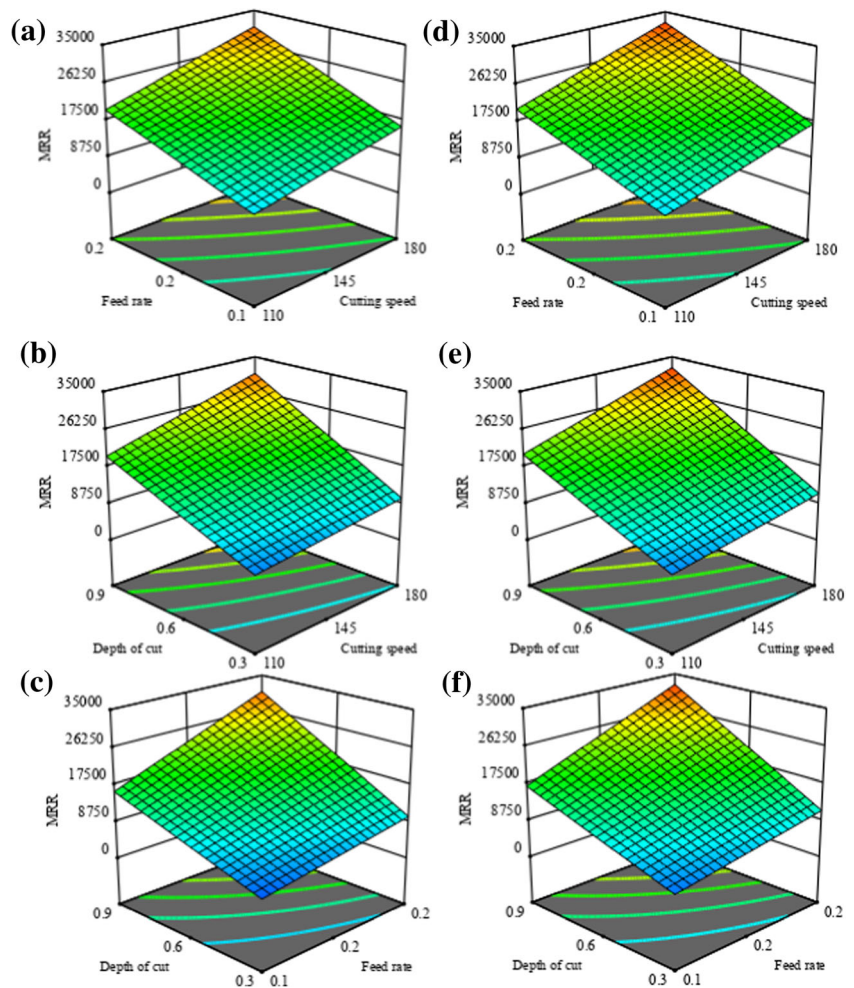 (a)
35000
26250
17500
8750
0
MRR
0.2
0.2
0.1
110
145
180
Feed rate
Cutting speed
(d)
35000
26250
17500
8750
0
MRR
0.2
0.2
0.1
110
145
180
Feed rate
Cutting speed
(b)
35000
26250
17500
8750
0
MRR
0.9
0.6
0.3
110
145
180
Depth of cut
Cutting speed
(e)
35000
26250
17500
8750
0
MRR
0.9
0.6
0.3
110
145
180
Depth of cut
Cutting speed
(c)
35000
26250
17500
8750
0
MRR
0.9
0.6
0.3
0.1
0.2
0.2
Depth of cut
Feed rate
(f)
35000
26250
17500
8750
0
MRR
0.9
0.6
0.3
0.1
0.2
0.2
Depth of cut
Feed rate